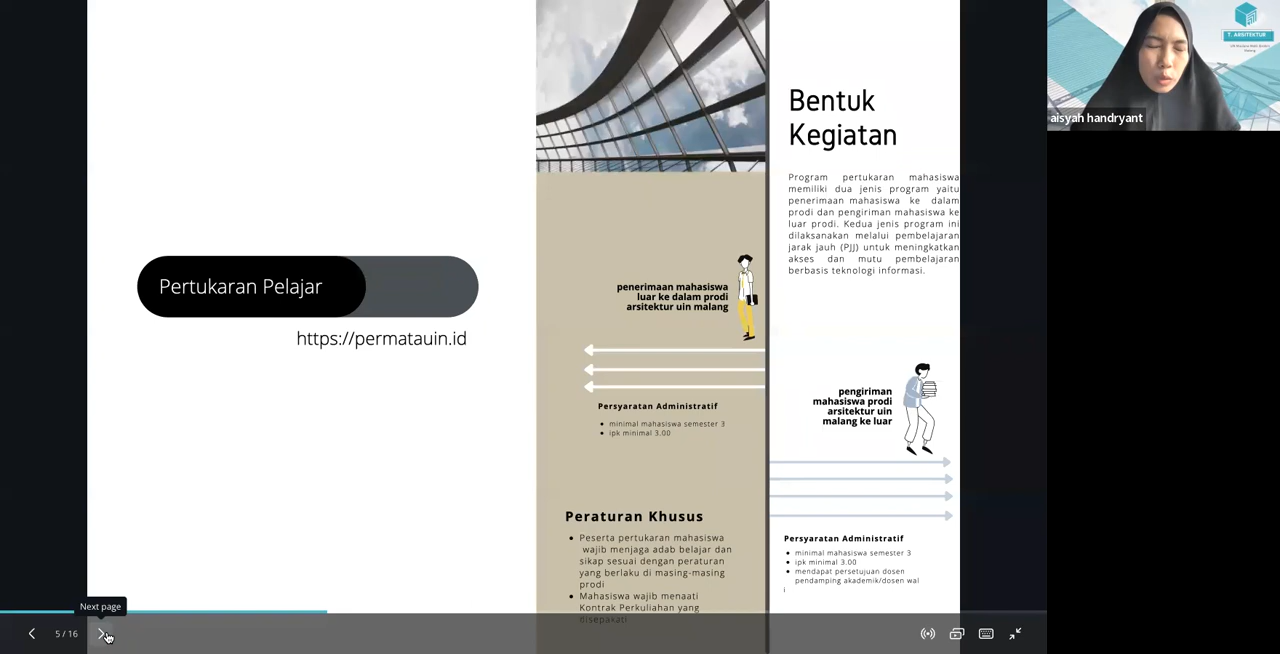 Pertukaran Pelajar
https://permatauin.id
penerimaan mahasiswa
luar ke dalam prodi
arsitektur uin malang
Persyaratan Administratif
minimal mahasiswa semester 3
ipk minimal 3.00
Peraturan Khusus
Peserta pertukaran mahasiswa
wajib menjaga adab belajar dan
sikap sesuai dengan peraturan
yang berlaku di masing-masing
prodi
Mahasiswa wajib menaati
Kontrak Perkuliahan yang
disepakati
Bentuk
Kegiatan
Program pertukaran mahasiswa
memiliki dua jenis program yaitu
penerimaan mahasiswa ke dalam
prodi dan pengiriman mahasiswa ke
luar prodi. Kedua jenis program ini
dilaksanakan melalui pembelajaran
jarak jauh (PJJ) untuk meningkatkan
akses dan mutu pembelajaran
berbasis teknologi informasi.
pengiriman
mahasiswa prodi
arsitektur uin
malang ke luar
Persyaratan Administratif
minimal mahasiswa semester 3
ipk minimal 3.00
mendapat persetujuan dosen
pendamping akademik/dosen wal
i
Next page
5 / 16
T. ARSITEKTUR
aisyah handryant